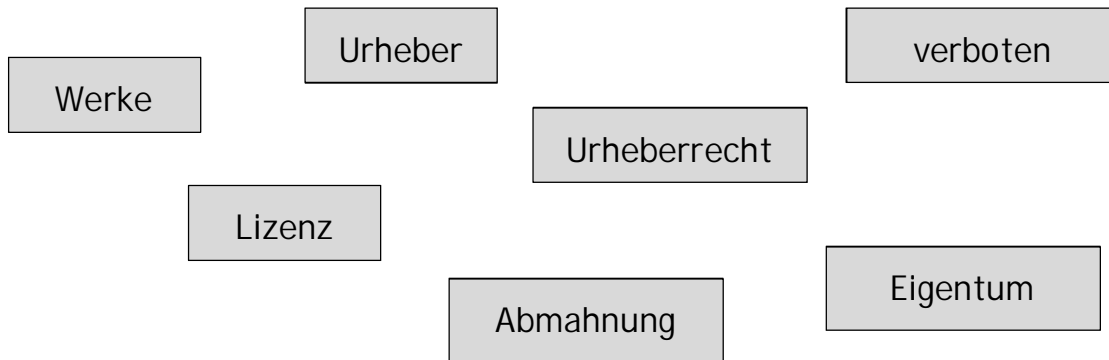 Urheber
verboten
Werke
Urheberrecht
Lizenz
Eigentum
Abmahnung